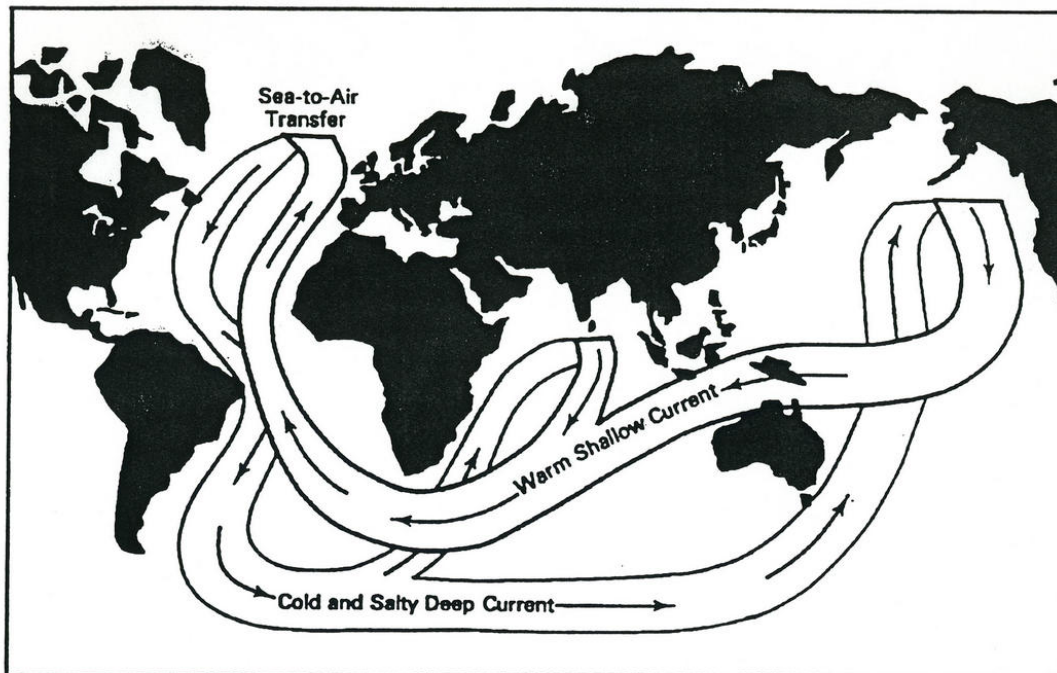 Sea-to-Air
Transfer
Warm Shallow Current
Cold and Salty Deep Current